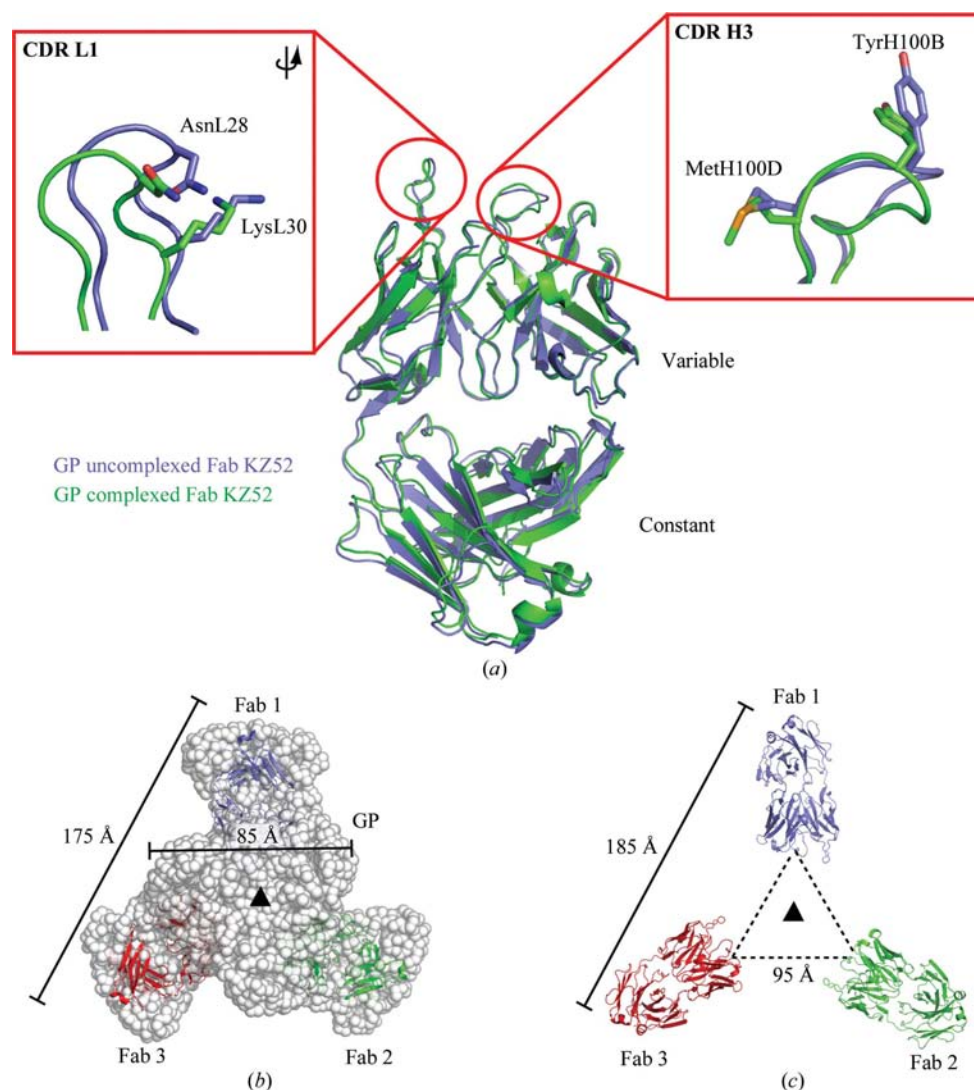 CDR L1
AsnL28
LysL30
CDR H3
TyrH100B
MetH100D
Variable
GP uncomplexed Fab KZ52
GP complexed Fab KZ52
Constant
(a)
Fab 1
175 Å
85 Å
GP
Fab 3
Fab 2
(b)
Fab 1
185 Å
95 Å
Fab 3
Fab 2
(c)